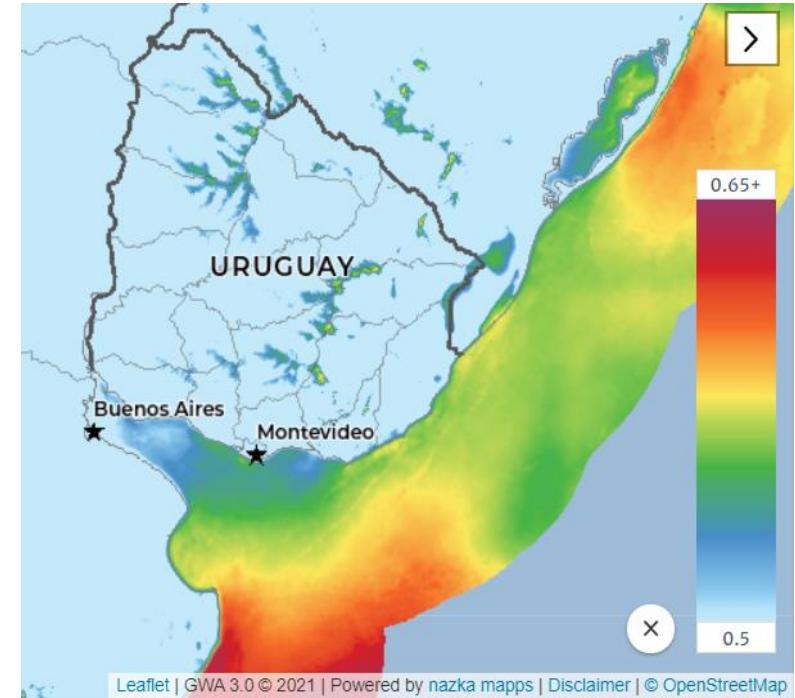 0.65+
URUGUAY
Buenos Aires
Montevideo
0.5
Leaflet | GWA 3.0 © 2021 | Powered by nazka mapps | Disclaimer | © OpenStreetMap